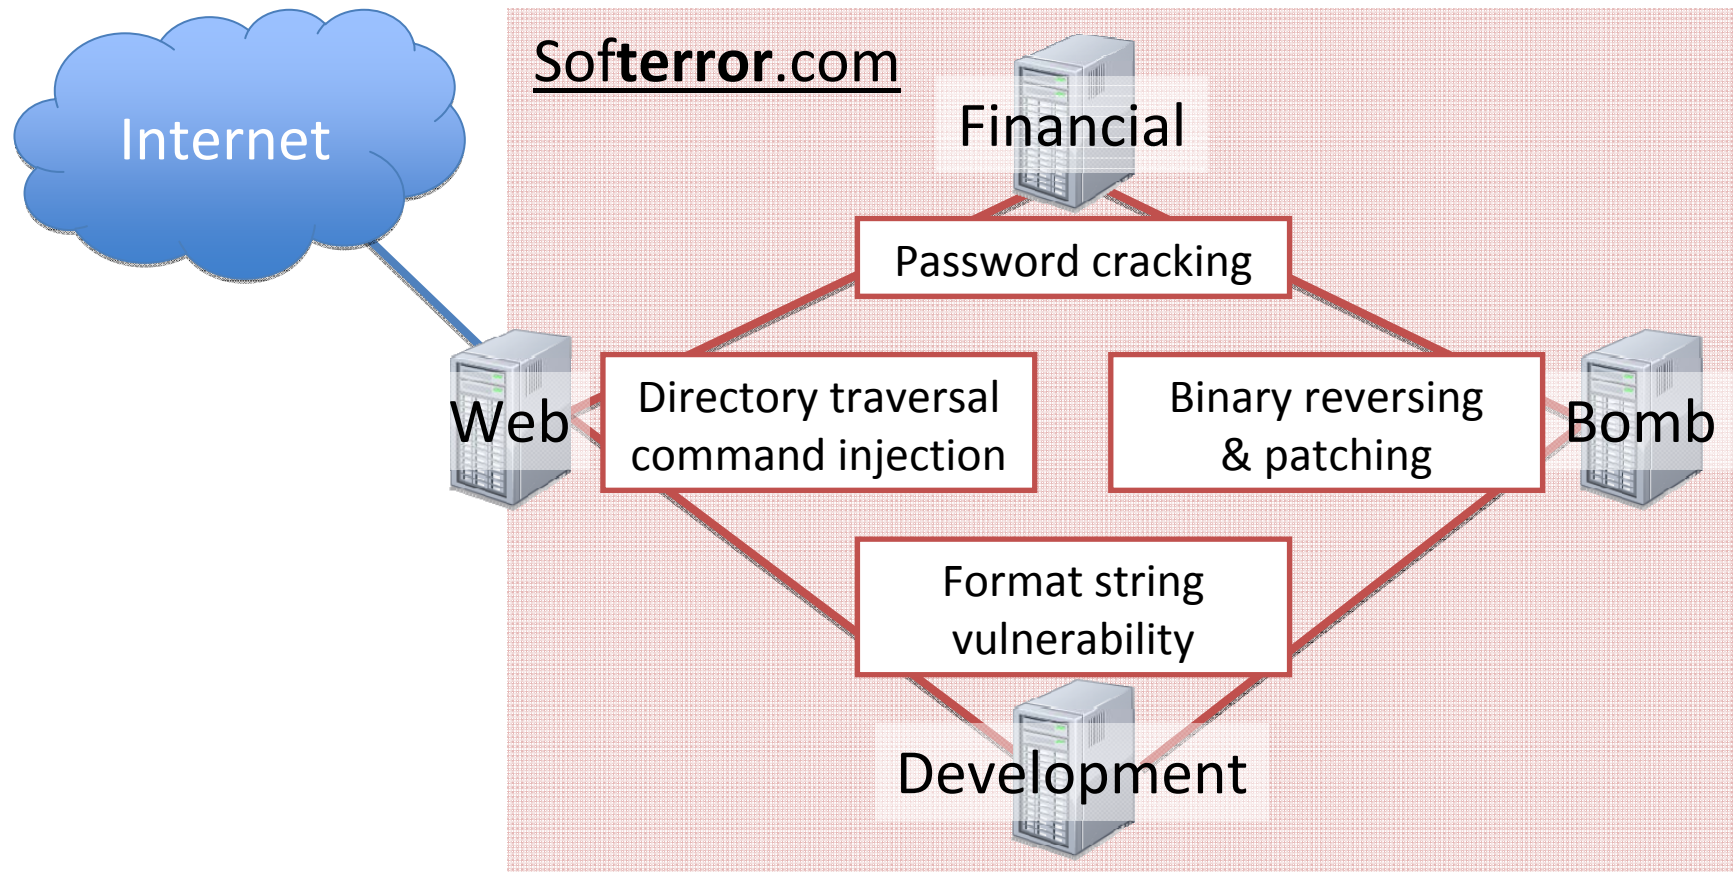 Softerror.com
Internet
Financial
Password cracking
Web
Directory traversal
command injection
Binary reversing
& patching
Bomb
Format string
vulnerability
Development